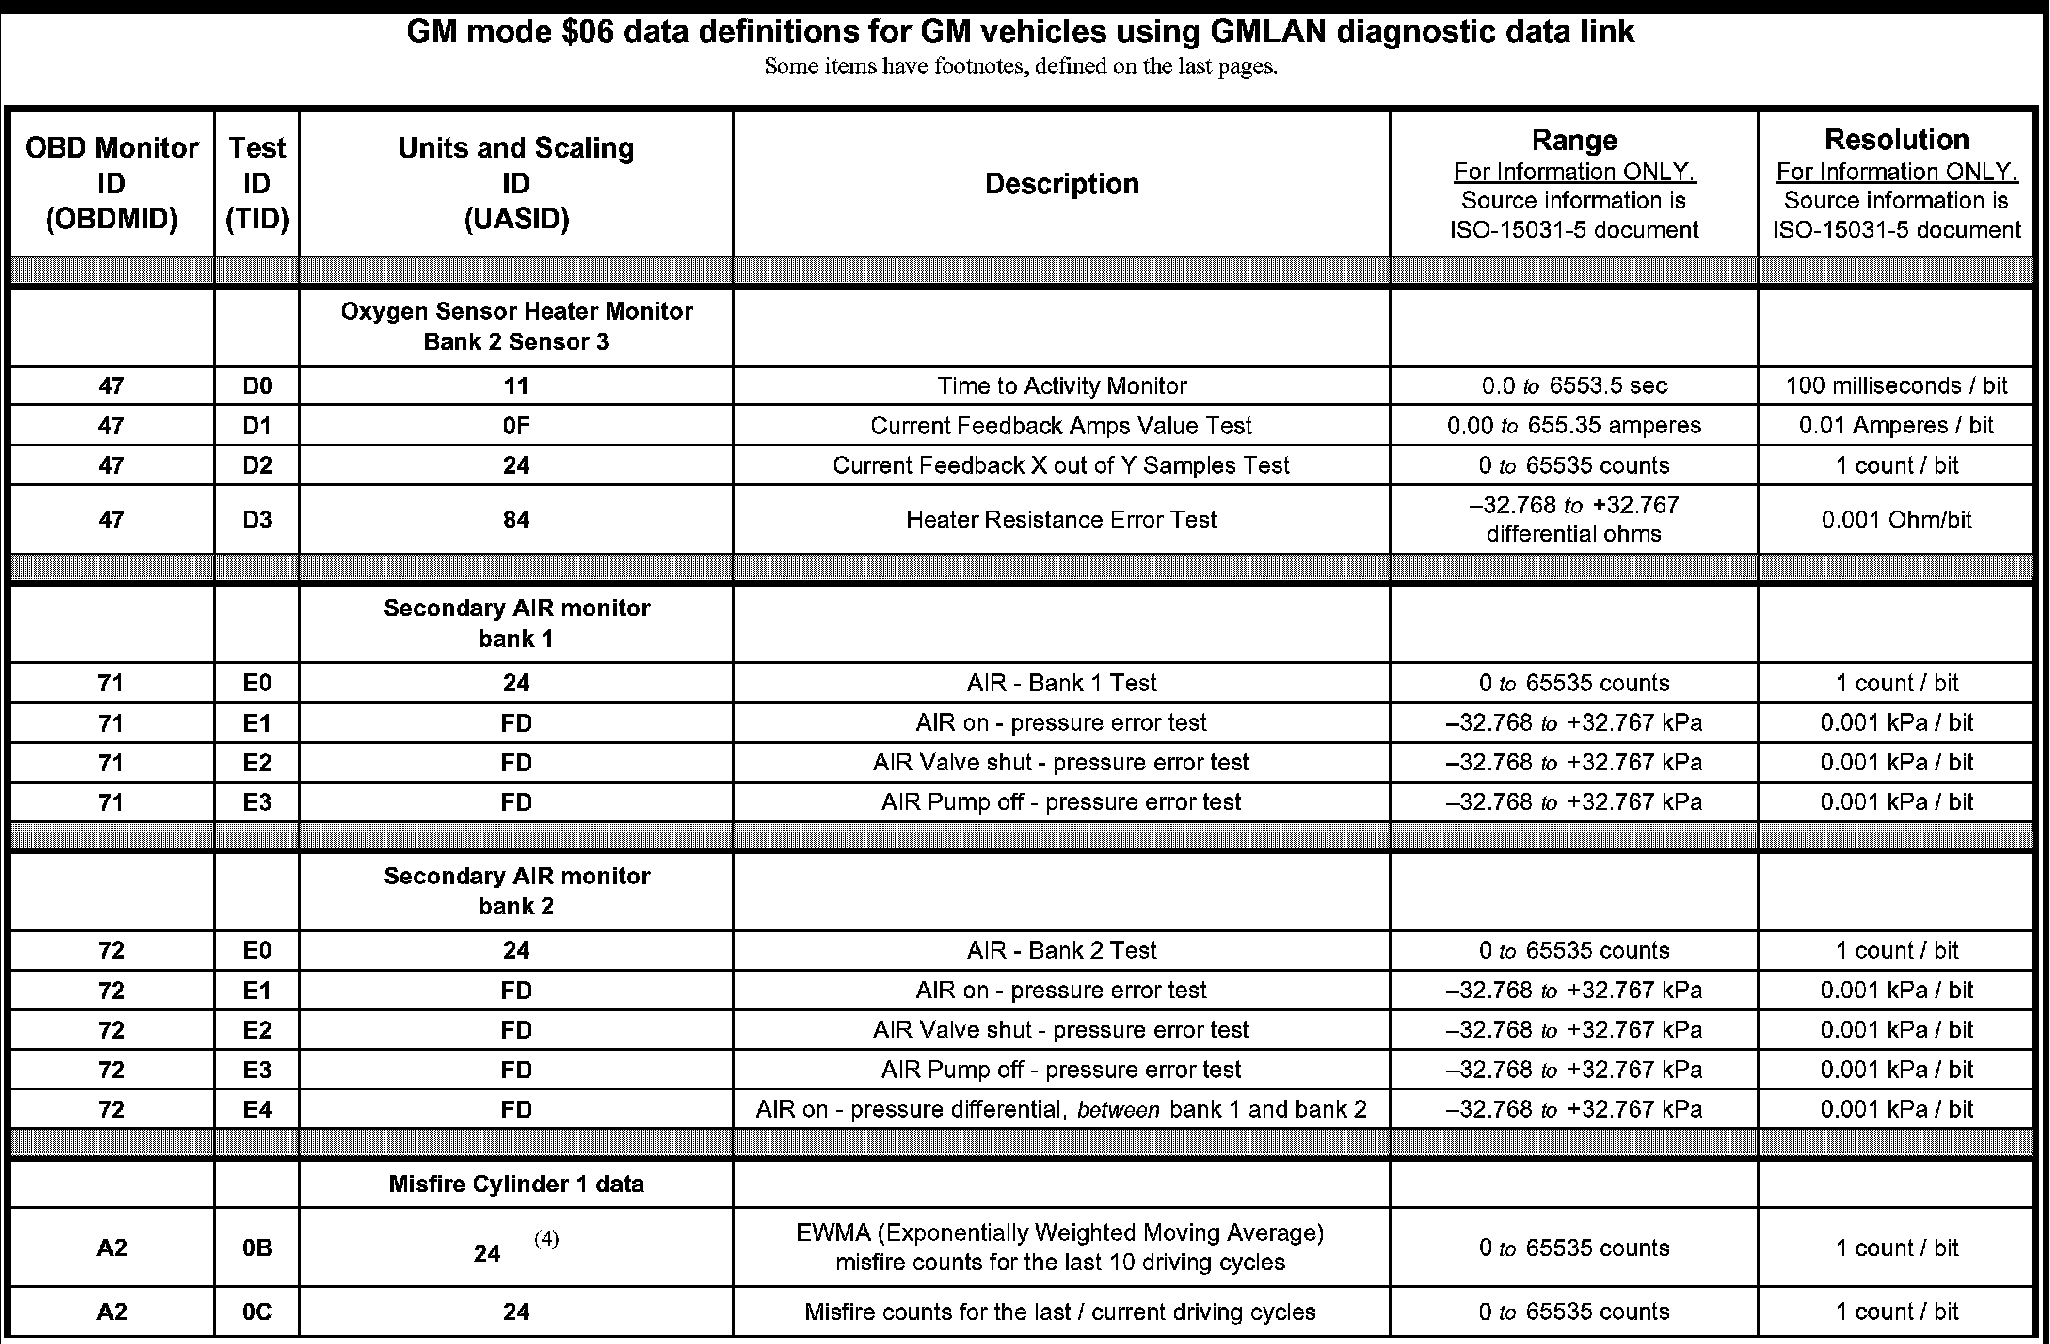 GM mode $06 data definitions for GM vehicles using GMLAN diagnostic data link
Some items have footnotes, defined on the last pages.
OBD Monitor ID (OBDMID) Test ID (TID) Units and Scaling ID (UASID) Description Range For Information ONLY. Source information is ISO-15031-5 document Resolution For Information ONLY. Source information is ISO-15031-5 document
Oxygen Sensor Heater Monitor
Bank 2 Sensor 3
47 D0 11 Time to Activity Monitor 0.0 to 6553.5 sec 100 milliseconds / bit
47 D1 0F Current Feedback Amps Value Test 0.00 to 655.35 amperes 0.01 Amperes / bit
47 D2 24 Current Feedback X out of Y Samples Test 0 to 65535 counts 1 count / bit
47 D3 84 Heater Resistance Error Test –32.768 to +32.767 differential ohms 0.001 Ohm/bit
Secondary AIR monitor
bank 1
71 E0 24 AIR - Bank 1 Test 0 to 65535 counts 1 count / bit
71 E1 FD AIR on - pressure error test –32.768 to +32.767 kPa 0.001 kPa / bit
71 E2 FD AIR Valve shut - pressure error test –32.768 to +32.767 kPa 0.001 kPa / bit
71 E3 FD AIR Pump off - pressure error test –32.768 to +32.767 kPa 0.001 kPa / bit
Secondary AIR monitor
bank 2
72 E0 24 AIR - Bank 2 Test 0 to 65535 counts 1 count / bit
72 E1 FD AIR on - pressure error test –32.768 to +32.767 kPa 0.001 kPa / bit
72 E2 FD AIR Valve shut - pressure error test –32.768 to +32.767 kPa 0.001 kPa / bit
72 E3 FD AIR Pump off - pressure error test –32.768 to +32.767 kPa 0.001 kPa / bit
72 E4 FD AIR on - pressure differential, between bank 1 and bank 2 –32.768 to +32.767 kPa 0.001 kPa / bit
Misfire Cylinder 1 data
A2 0B 24 (4) EWMA (Exponentially Weighted Moving Average) misfire counts for the last 10 driving cycles 0 to 65535 counts 1 count / bit
A2 0C 24 Misfire counts for the last / current driving cycles 0 to 65535 counts 1 count / bit